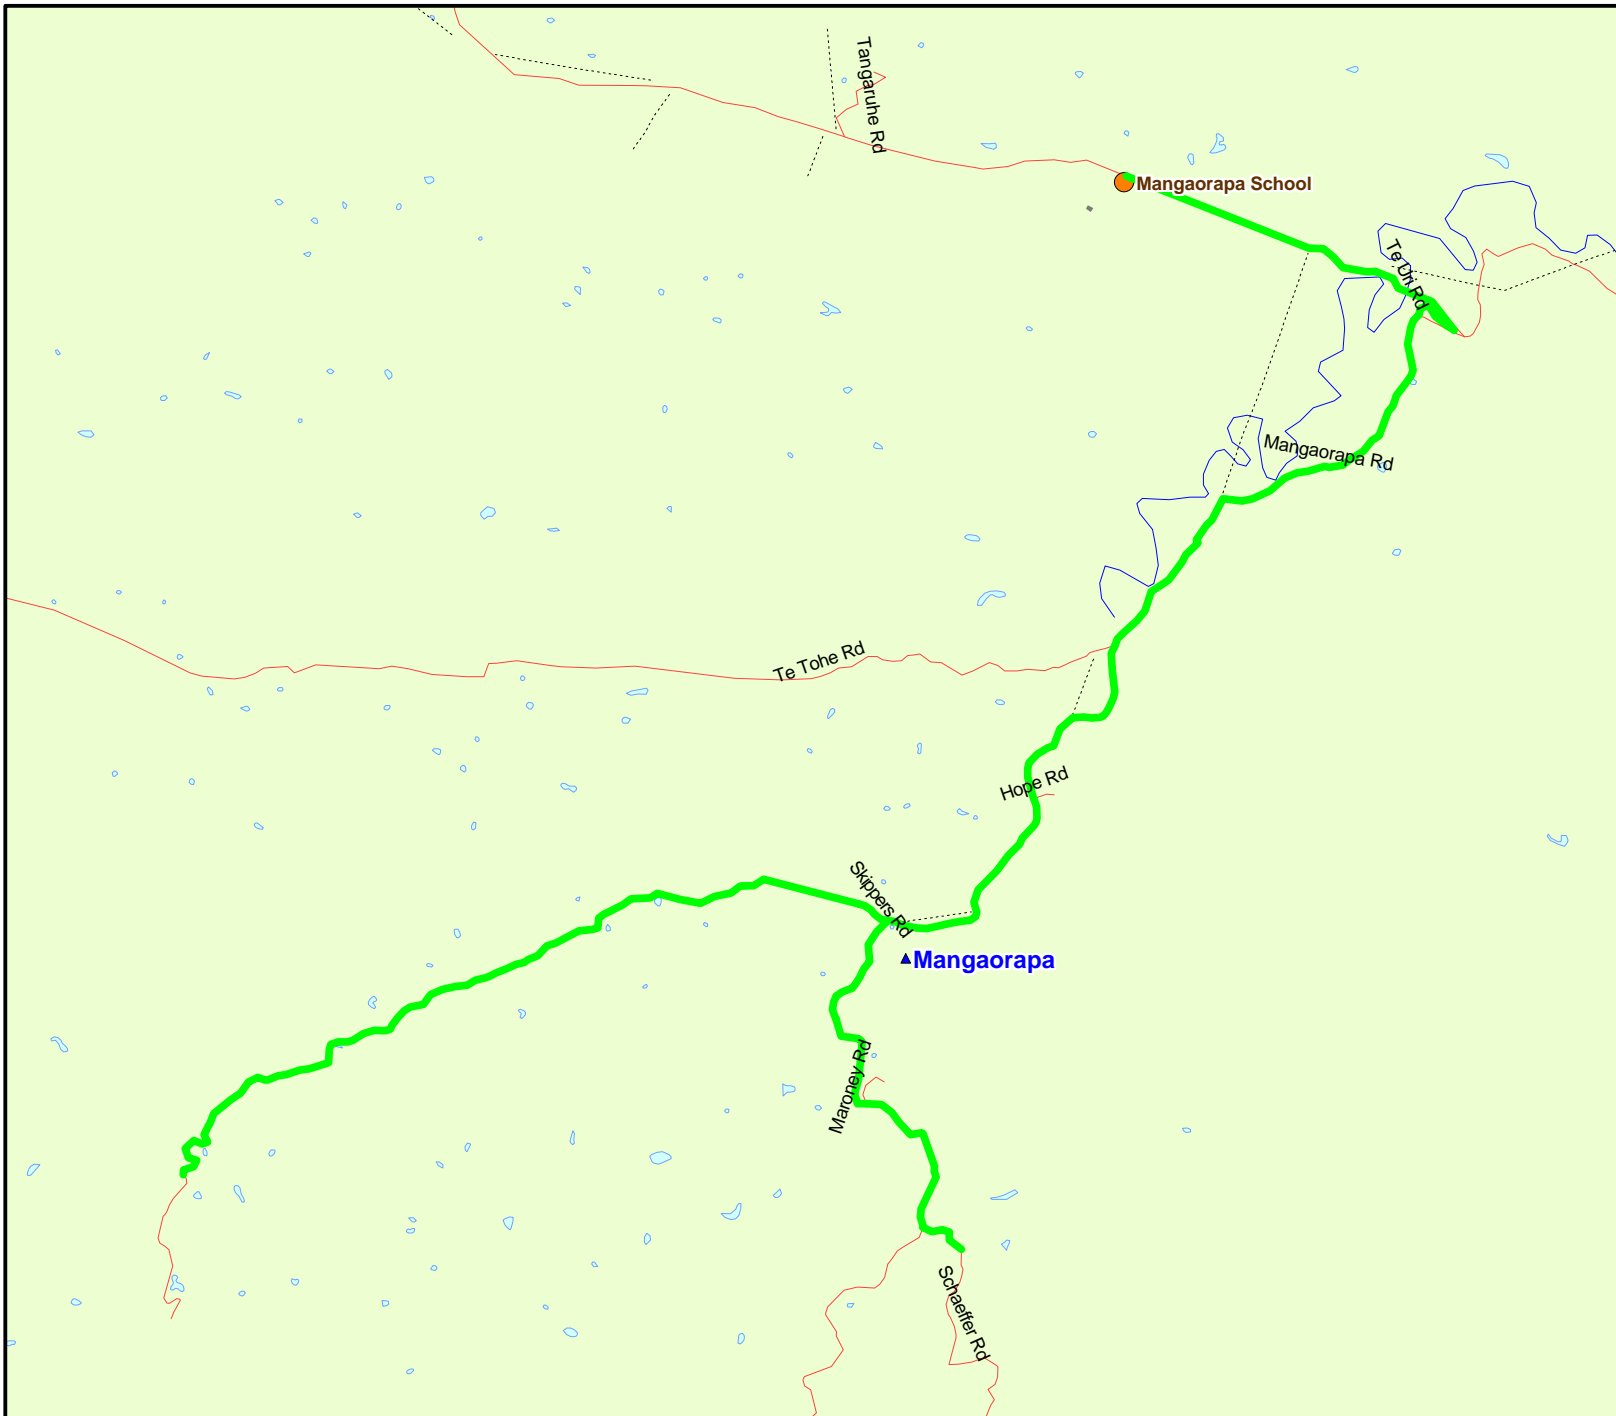 Tangaruhe Rd
Mangaorapa School
Te Uri Rd
Mangaorapa Rd
Te Tohe Rd
Hope Rd
Skippers Rd
Mangaorapa
Maroney Rd
Schaeffer Rd